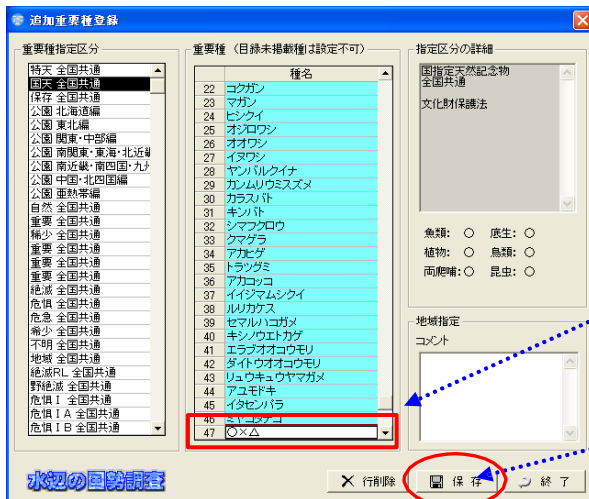 追加重要種登録
重要種指定区分
特天 全国共通
国天 全国共通
保存 全国共通
公園 北海道編
公園 東北編
公園 関東・中部編
公園 南関東・東海・北近畿
公園 南近畿・南四国・九州
公園 中国・北四国編
公園 亜熱帯編
自然 全国共通
重要 全国共通
稀少 全国共通
重要 全国共通
重要 全国共通
重要 全国共通
絶滅 全国共通
危惧 全国共通
危急 全国共通
希少 全国共通
不明 全国共通
地域 全国共通
絶滅RL 全国共通
野絶滅 全国共通
危惧Ⅰ 全国共通
危惧ⅠA 全国共通
危惧ⅠB 全国共通
重要種 (目録未掲載種は設定不可)
種名
22 コクガン
23 マガン
24 ヒシクイ
25 オジロワシ
26 オオワシ
27 イヌワシ
28 ヤンバルクイナ
29 カンムリウミスズメ
30 カラスバト
31 キンバト
32 シマフクロウ
33 クマゲラ
34 アカヒゲ
35 トラツグミ
36 アカコッコ
37 イイジマムシクイ
38 ルリカケス
39 セマルハコガメ
40 キシノウエトカゲ
41 エラブオオコウモリ
42 ダイトウオオコウモリ
43 リュウキュウヤマガメ
44 アユモドキ
45 イタセンパラ
46 ミヤコタナゴ
47 ○×△
指定区分の詳細
国指定天然記念物
全国共通
文化財保護法
魚類: ○ 底生: ○
植物: ○ 鳥類: ○
両爬哺: ○ 昆虫: ○
地域指定
コメント
水辺の国勢調査
行削除
保 存
終 了